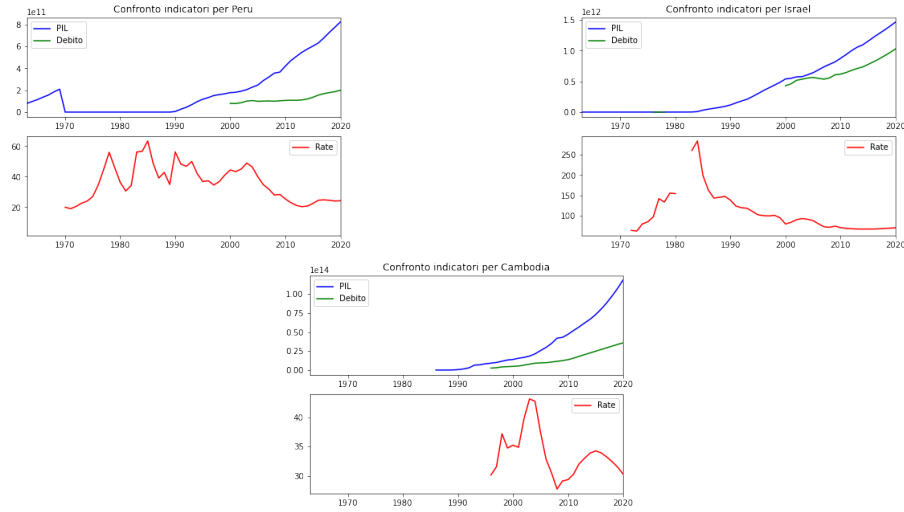 Confronto indicatori per Peru
1e11
PIL
Debito
8
6
4
2
0
1970 1980 1990 2000 2010 2020
Rate
60
40
20
1970 1980 1990 2000 2010 2020
Confronto indicatori per Israel
1e12
PIL
Debito
1.5
1.0
0.5
0.0
1970 1980 1990 2000 2010 2020
Rate
250
200
150
100
1970 1980 1990 2000 2010 2020
Confronto indicatori per Cambodia
1e14
PIL
Debito
1.00
0.75
0.50
0.25
0.00
1970 1980 1990 2000 2010 2020
Rate
40
35
30
1970 1980 1990 2000 2010 2020